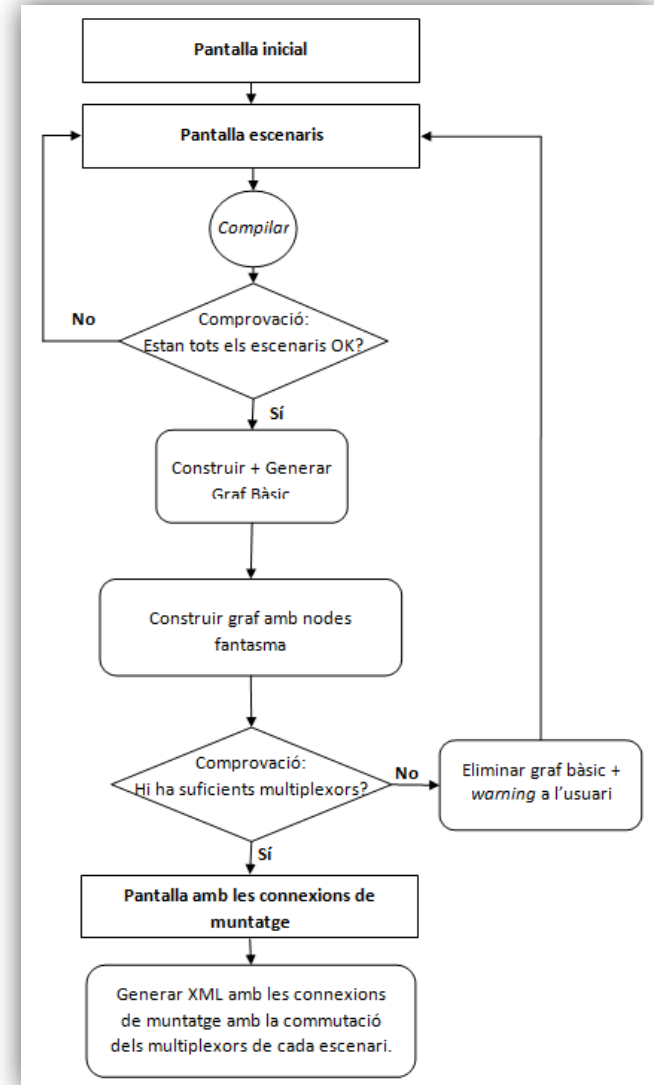 Pantalla inicial
Pantalla escenaris
Compilar
No
Comprovació:
Estan tots els escenaris OK?
Sí
Construir + Generar
Graf Bàsic
Construir graf amb nodes
fantasma
Comprovació:
Hi ha suficients multiplexors?
No
Eliminar graf bàsic +
warning a l'usuari
Sí
Pantalla amb les connexions de
muntatge
Generar XML amb les connexions
de muntatge amb la commutació
dels multiplexors de cada escenari.